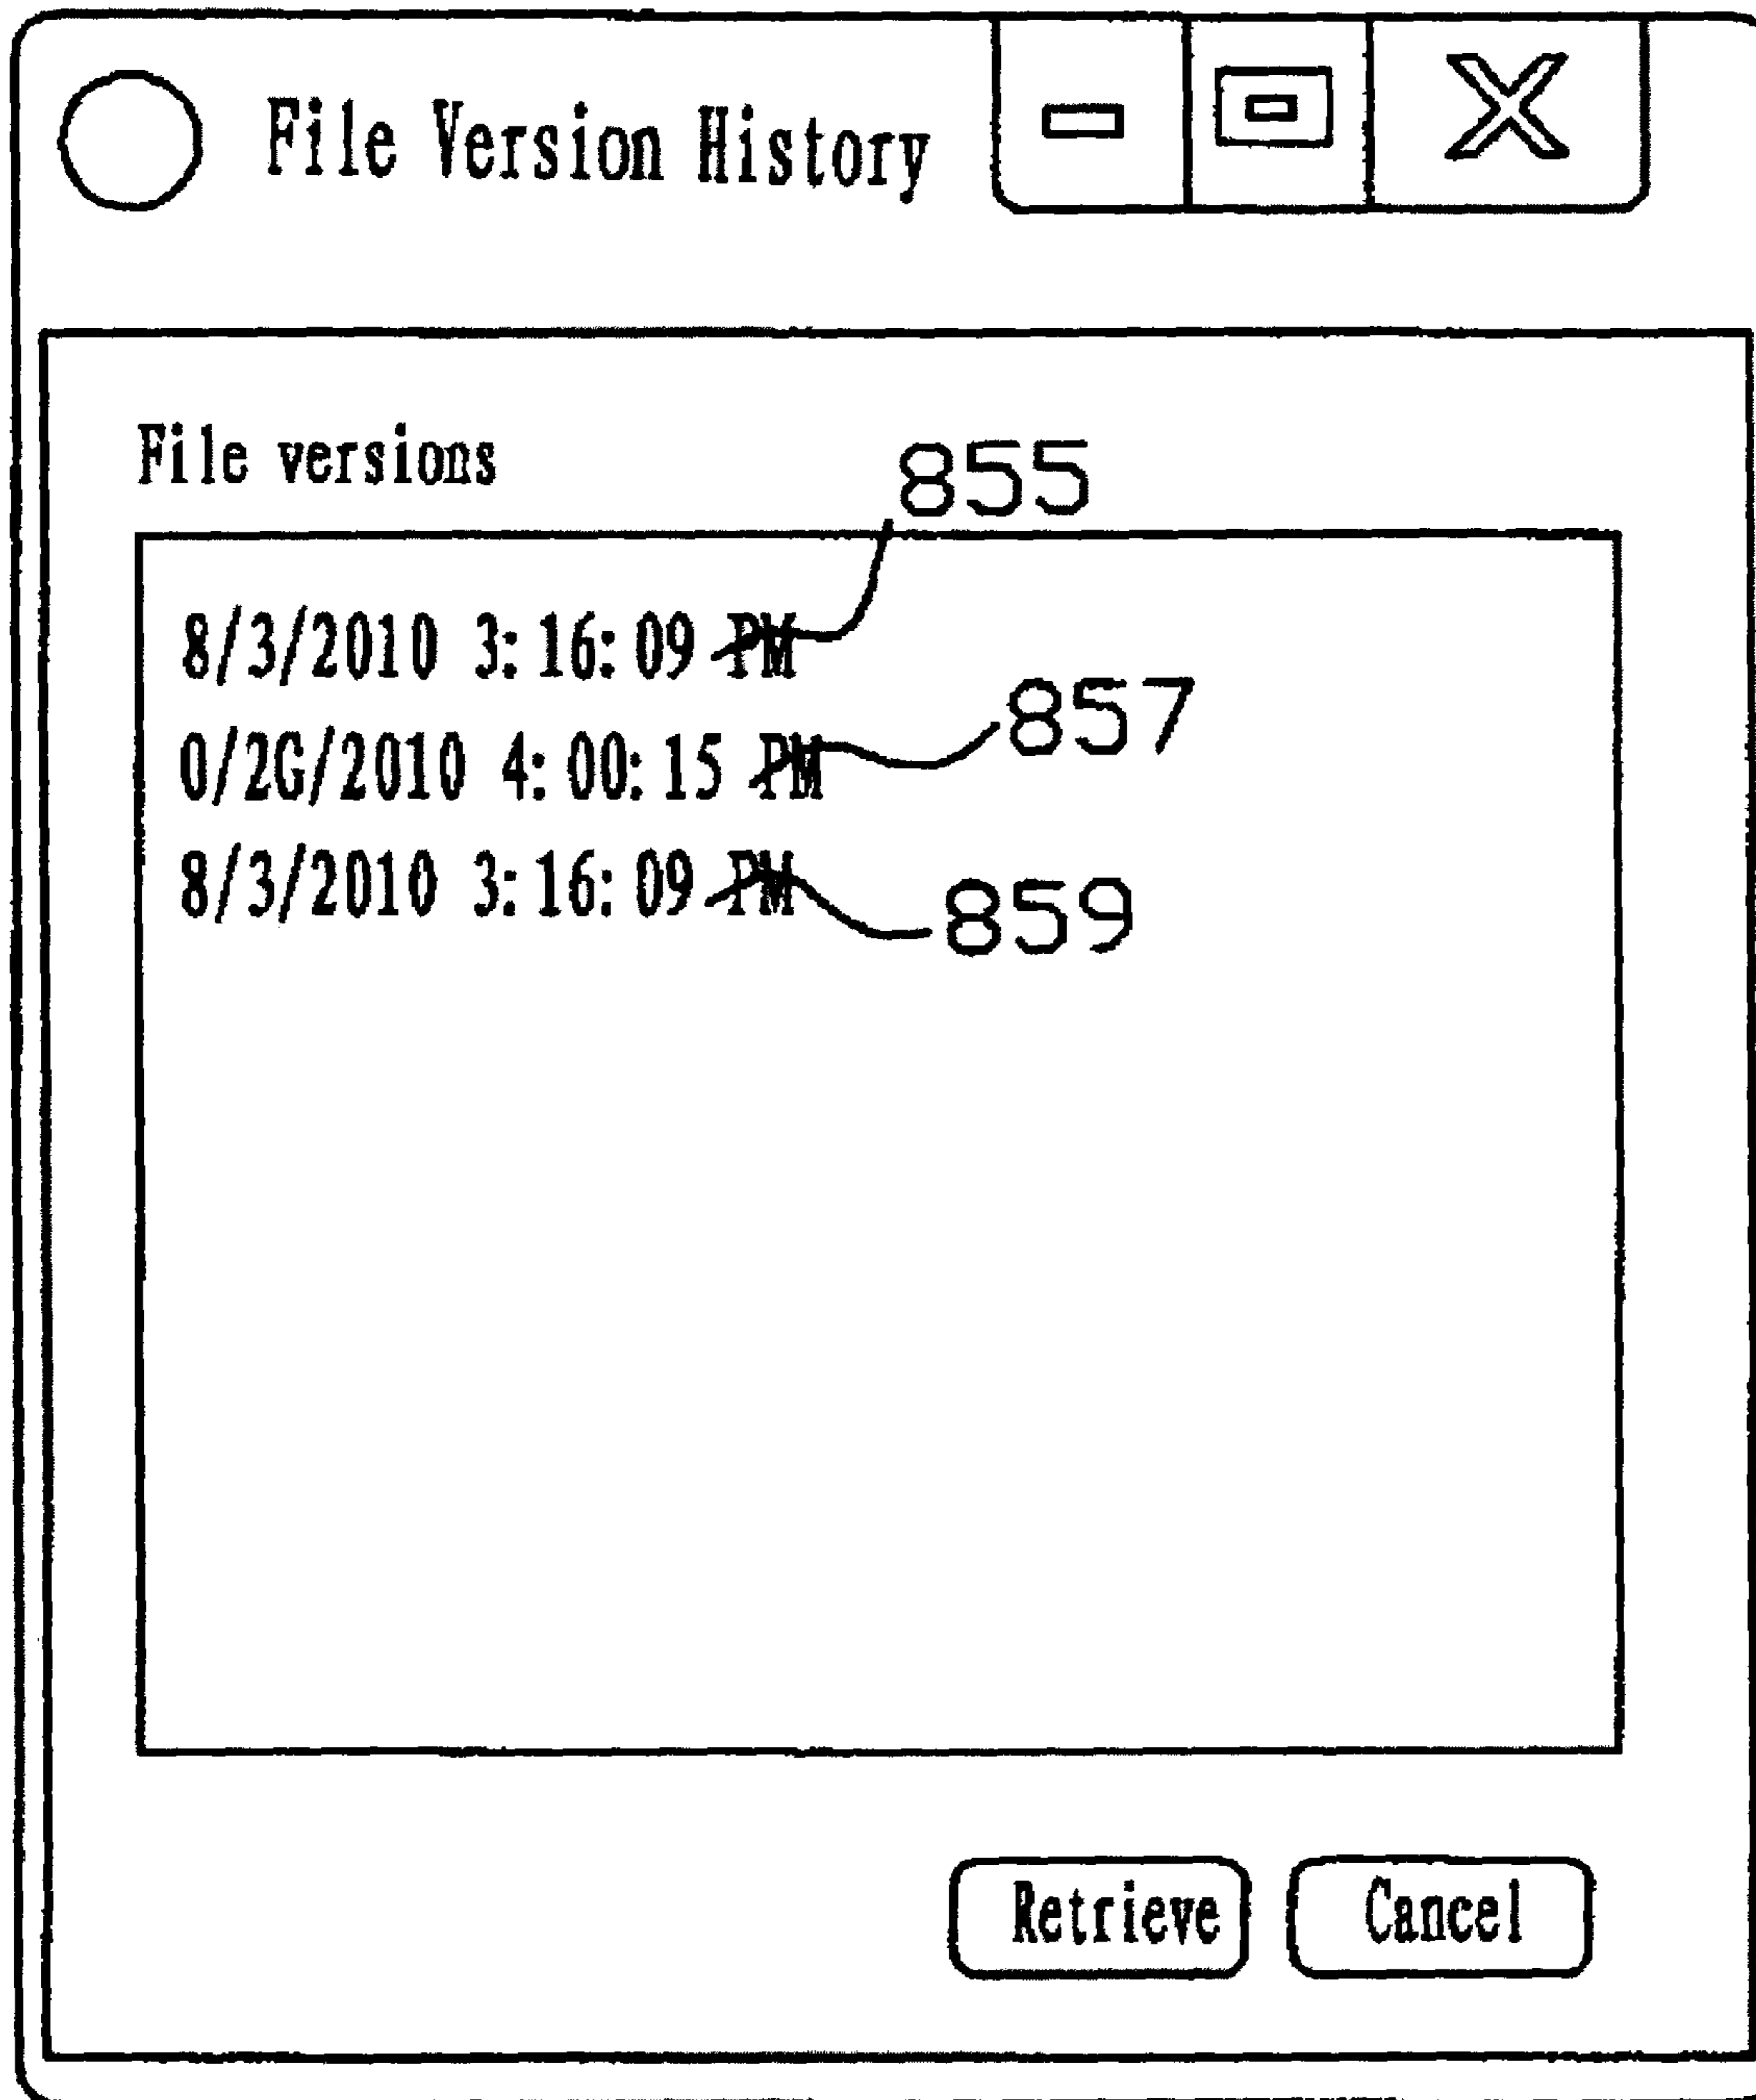 File Version History
File versions
855
8/3/2010 3:16:09 PM
857
0/2G/2010 4:00:15 PM
8/3/2010 3:16:09 PM
859
Retrieve Cancel